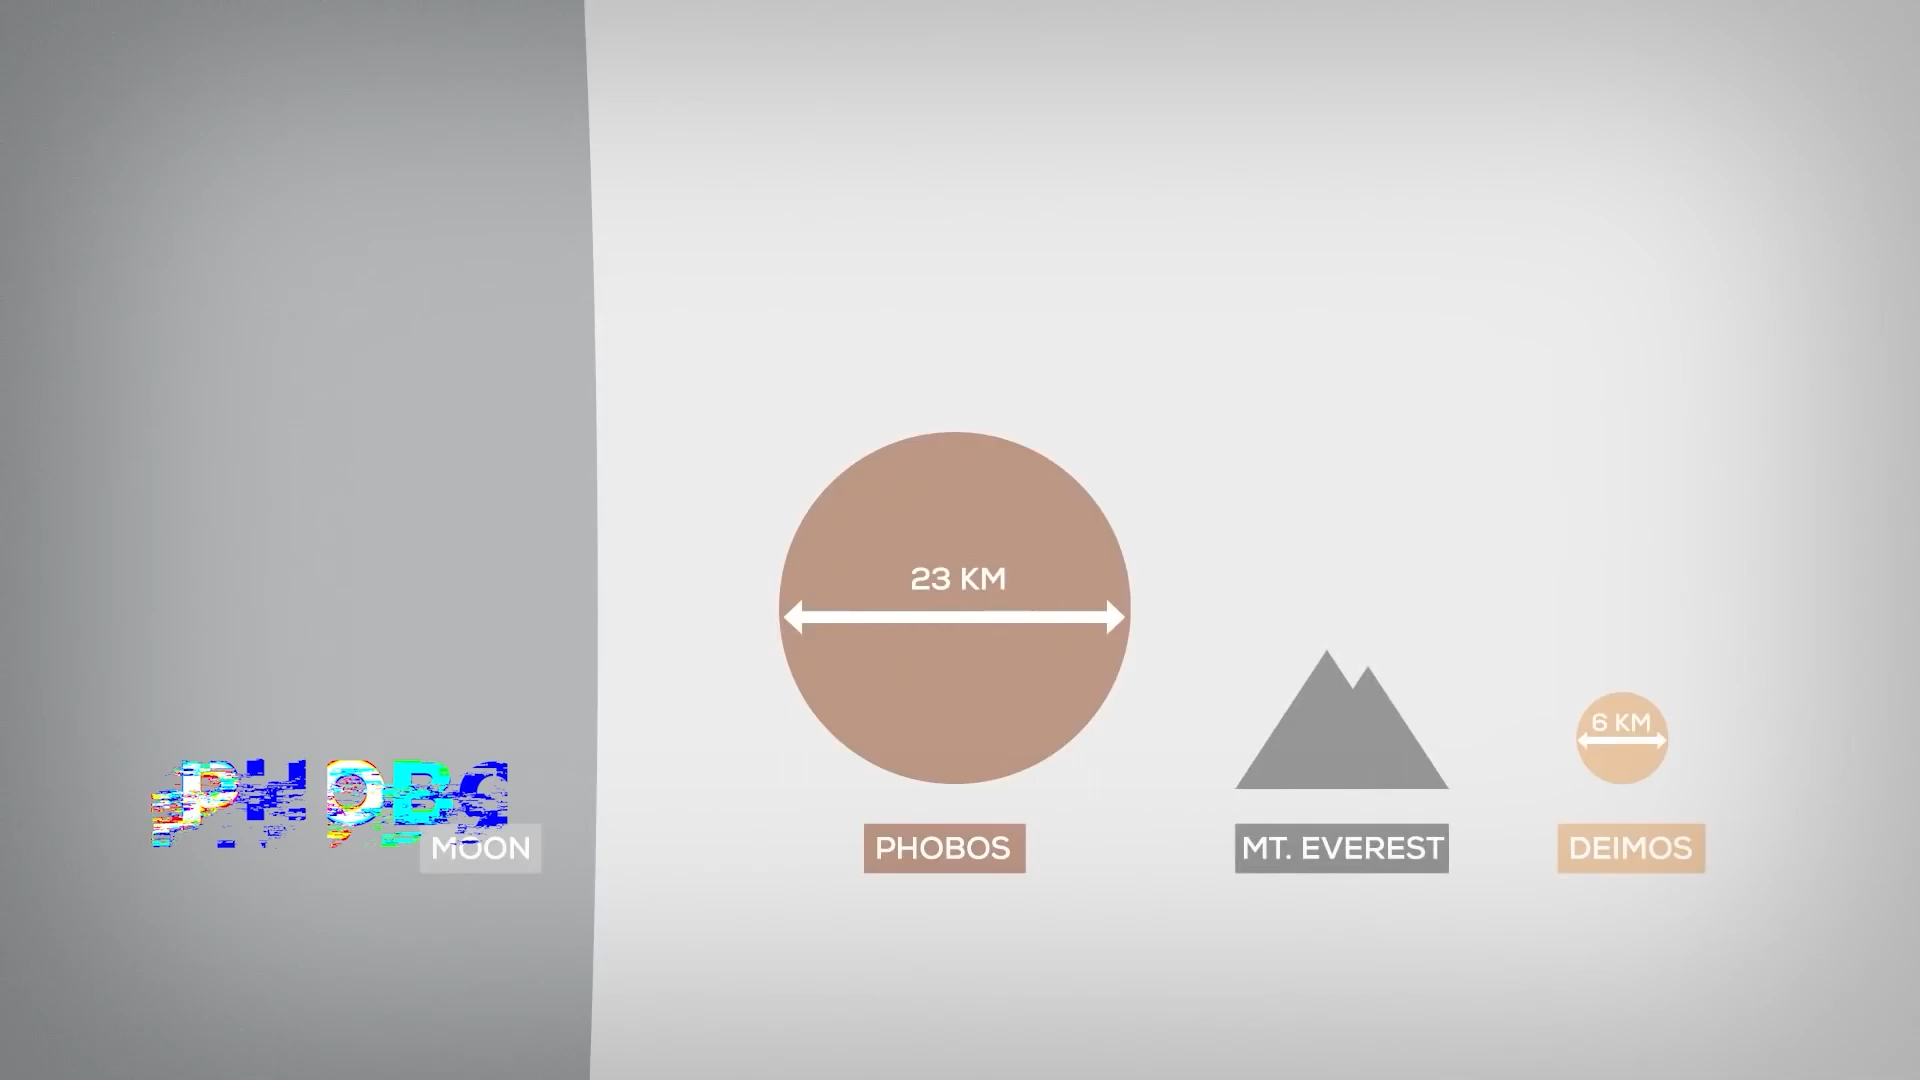 23 KM
6 KM
MOON
PHOBOS
MT. EVEREST
DEIMOS